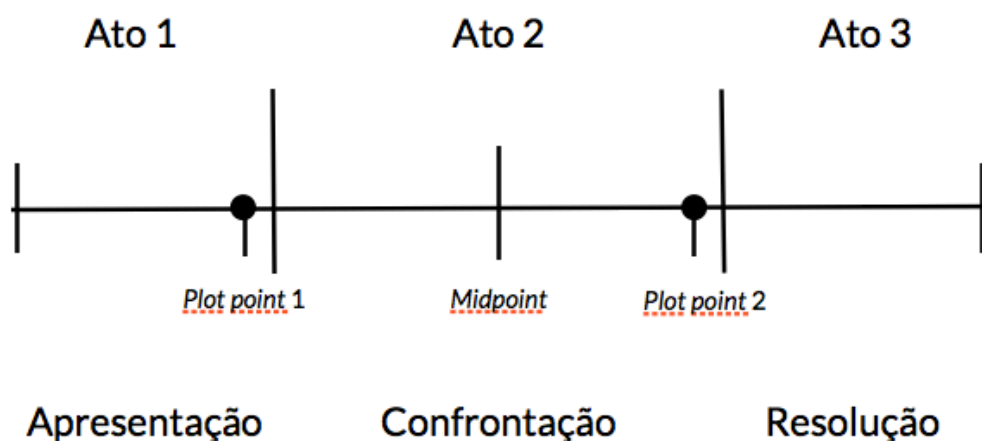 Ato 1 Ato 2 Ato 3
Plot point 1 Midpoint Plot point 2
Apresentação Confrontação Resolução